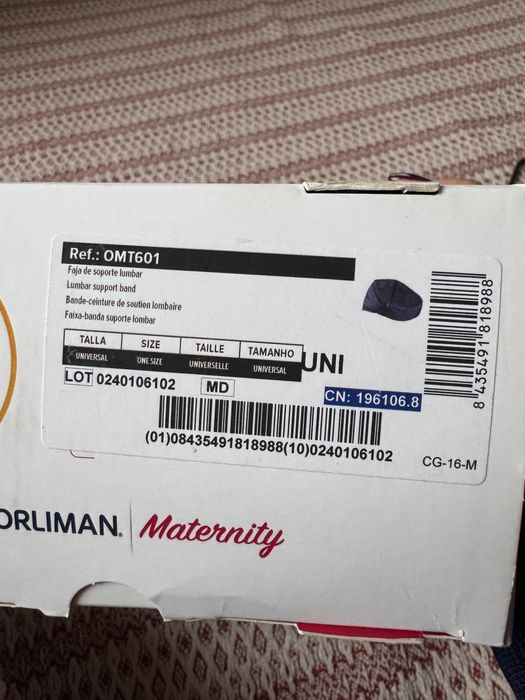 Ref.: OMT601
Faja de soporte lumbar
Lumbar support band
Bande-ceinture de soutien lombaire
Faixa-banda suporte lombar
TALLA SIZE TAILLE TAMANHO
UNIVERSAL ONE SIZE UNIVERSELLE UNIVERSAL
UNI
LOT 0240106102 MD
CN: 196106.8
8 435491 818988
(01)08435491818988(10)0240106102
CG-16-M
ORLIMAN. Maternity